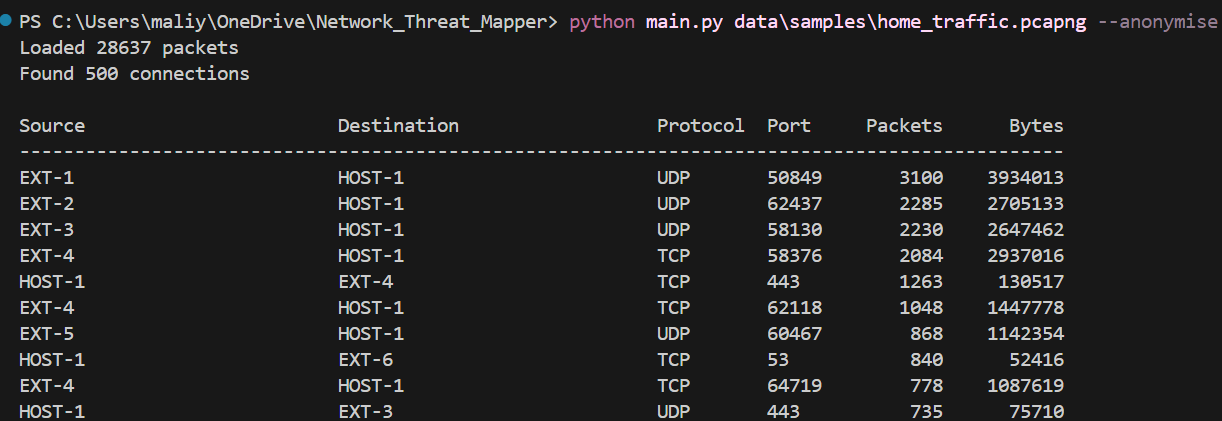 PS C:\Users\maliy\OneDrive\Network_Threat_Mapper> python main.py data\samples\home_traffic.pcapng --anonymise
Loaded 28637 packets
Found 500 connections
Source Destination Protocol Port Packets Bytes
-----------------------------------------------------------------------------------------------
EXT-1 HOST-1 UDP 50849 3100 3934013
EXT-2 HOST-1 UDP 62437 2285 2705133
EXT-3 HOST-1 UDP 58130 2230 2647462
EXT-4 HOST-1 TCP 58376 2084 2937016
HOST-1 EXT-4 TCP 443 1263 130517
EXT-4 HOST-1 TCP 62118 1048 1447778
EXT-5 HOST-1 UDP 60467 868 1142354
HOST-1 EXT-6 TCP 53 840 52416
EXT-4 HOST-1 TCP 64719 778 1087619
HOST-1 EXT-3 UDP 443 735 75710